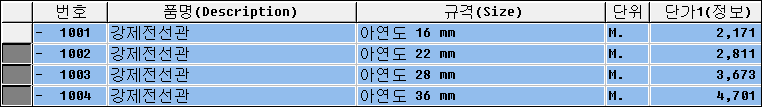 번호 품명(Description) 규격(Size) 단위 단가1(정보)
- 1001 강제전선관 아연도 16 mm M. 2,171
- 1002 강제전선관 아연도 22 mm M. 2,811
- 1003 강제전선관 아연도 28 mm M. 3,673
- 1004 강제전선관 아연도 36 mm M. 4,701